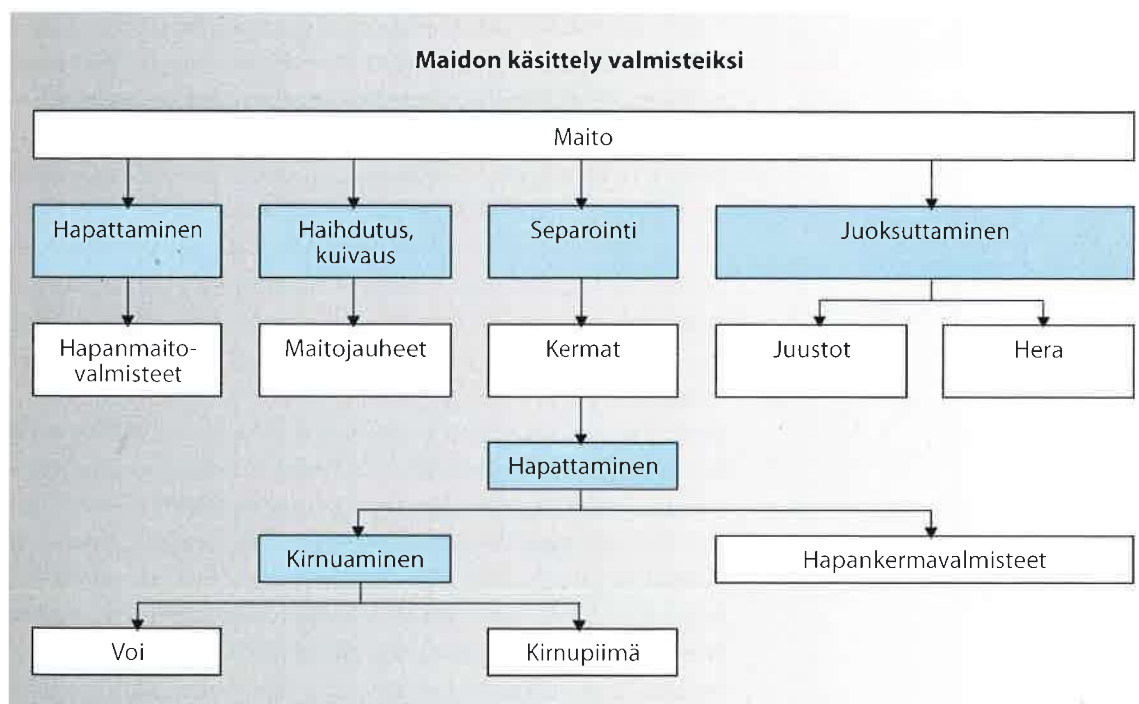 Maidon käsittely valmisteiksi
Maito
Hapattaminen
Haihdutus,
kuivaus
Separointi
Juoksuttaminen
Hapanmaito-
valmisteet
Maitojauheet
Kermat
Juustot
Hera
Hapattaminen
Kirnuaminen
Hapankermavalmisteet
Voi
Kirnupiimä